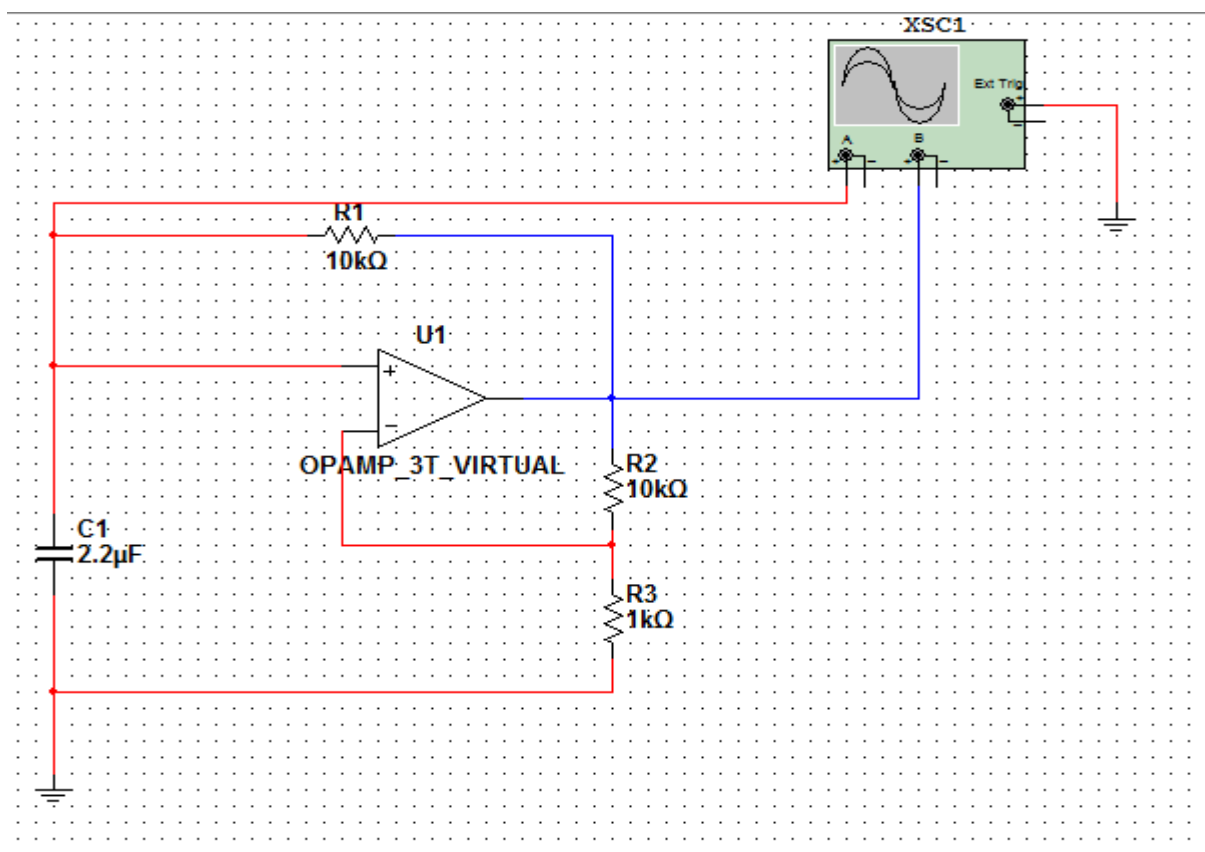 XSC1
Ext Trig
+
−
A
B
+ −
+ −
R1
10kΩ
U1
+
−
OPAMP_3T_VIRTUAL
R2
10kΩ
C1
2.2µF
R3
1kΩ